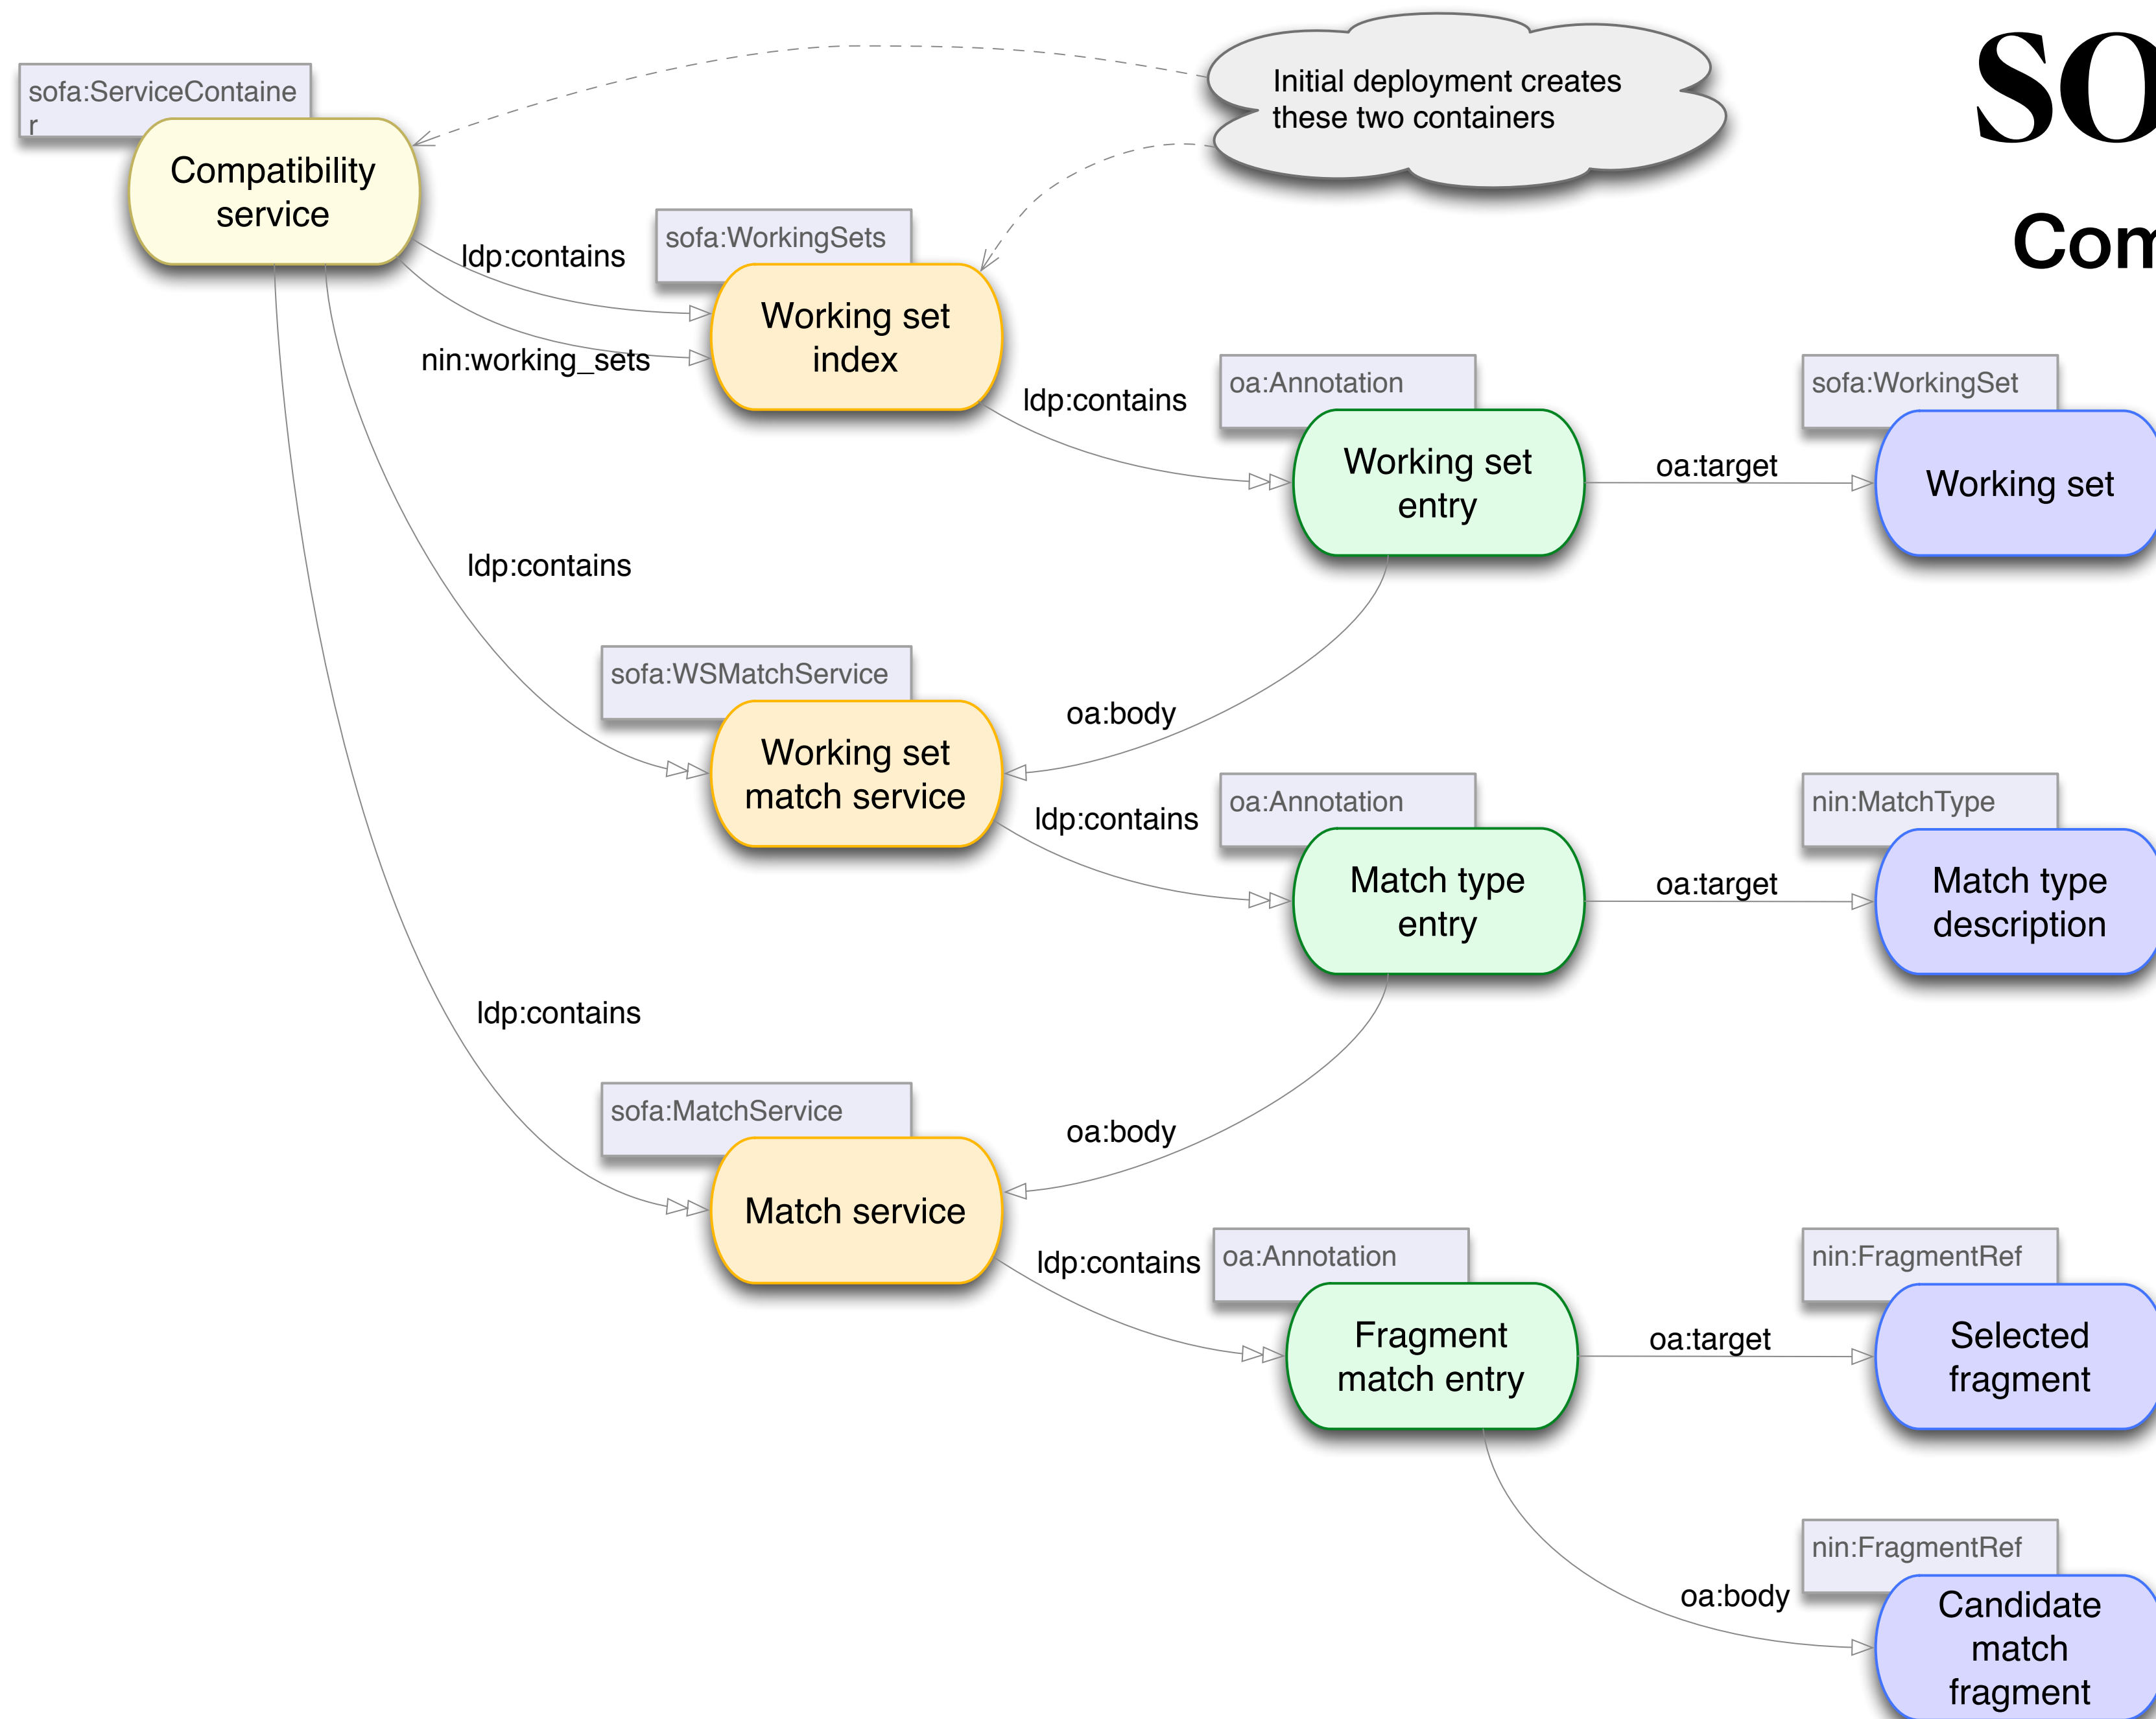 Initial deployment creates
these two containers
SO
Com
sofa:ServiceContaine
r
Compatibility
service
ldp:contains
nin:working_sets
sofa:WorkingSets
Working set
index
ldp:contains
oa:Annotation
Working set
entry
oa:target
sofa:WorkingSet
Working set
ldp:contains
oa:body
sofa:WSMatchService
Working set
match service
ldp:contains
oa:Annotation
Match type
entry
oa:target
nin:MatchType
Match type
description
ldp:contains
oa:body
sofa:MatchService
Match service
ldp:contains
oa:Annotation
Fragment
match entry
oa:target
nin:FragmentRef
Selected
fragment
oa:body
nin:FragmentRef
Candidate
match
fragment